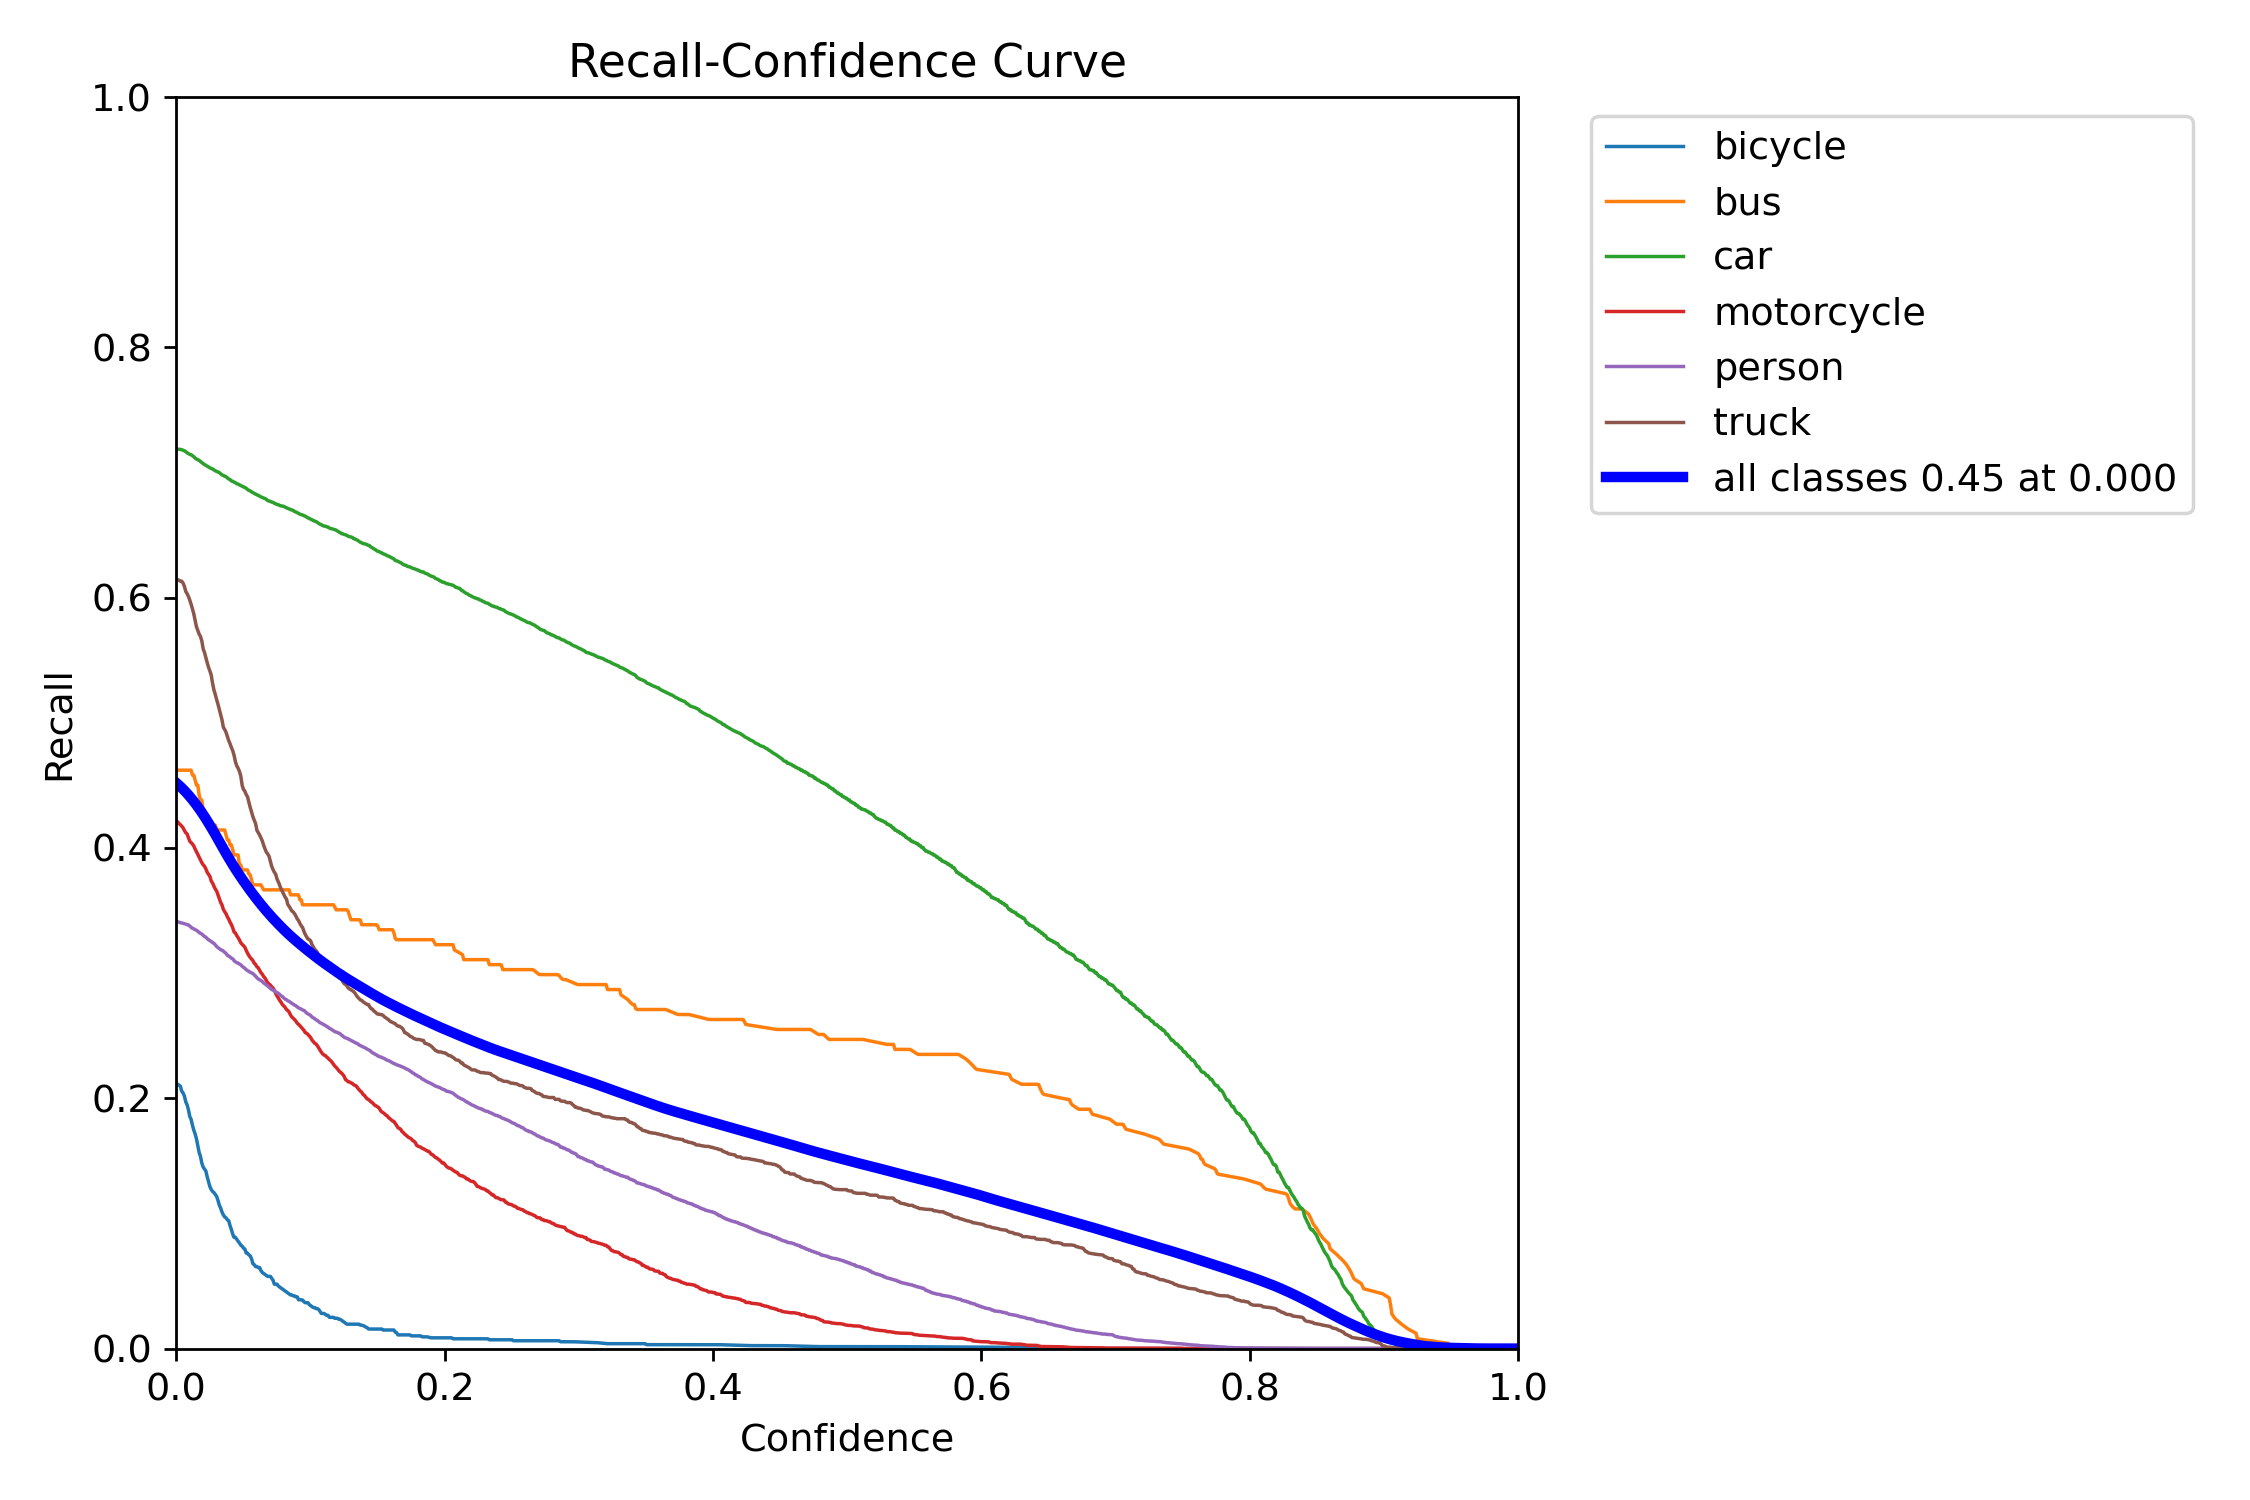 Recall-Confidence Curve
1.0
0.8
0.6
0.4
0.2
0.0
Recall
0.0 0.2 0.4 0.6 0.8 1.0
Confidence
bicycle
bus
car
motorcycle
person
truck
all classes 0.45 at 0.000